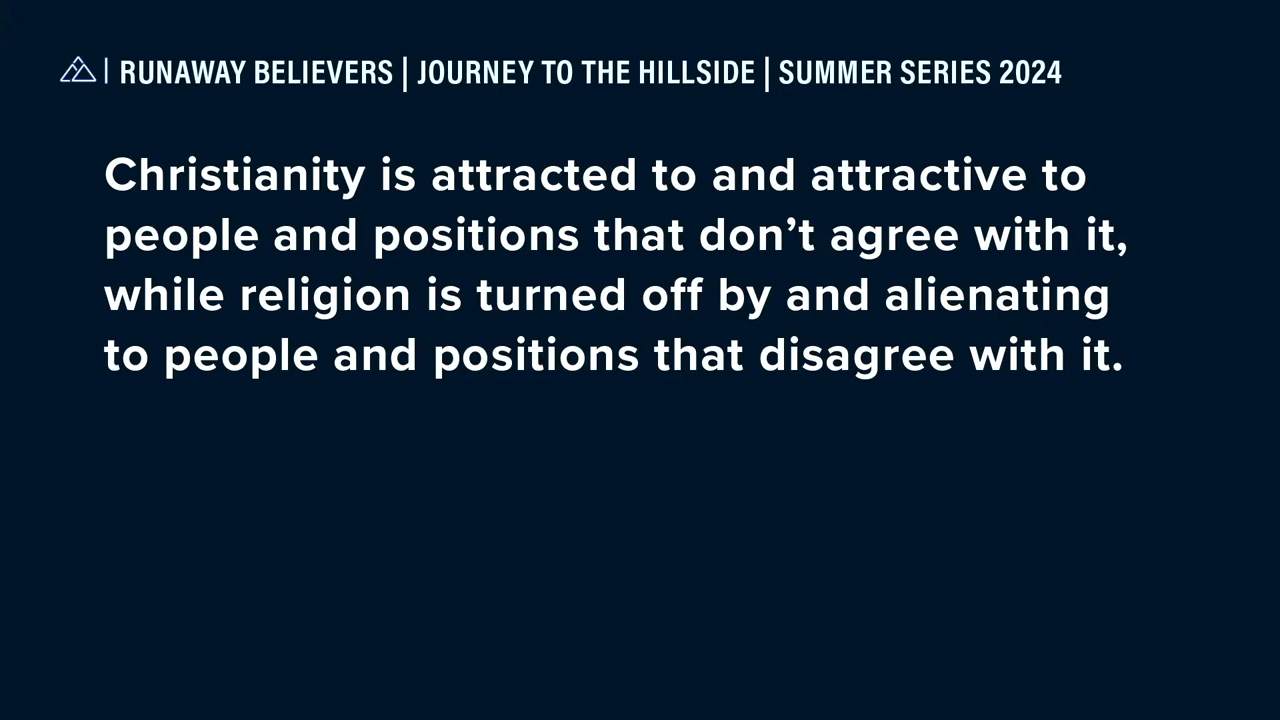 | RUNAWAY BELIEVERS | JOURNEY TO THE HILLSIDE | SUMMER SERIES 2024
Christianity is attracted to and attractive to
people and positions that don’t agree with it,
while religion is turned off by and alienating
to people and positions that disagree with it.